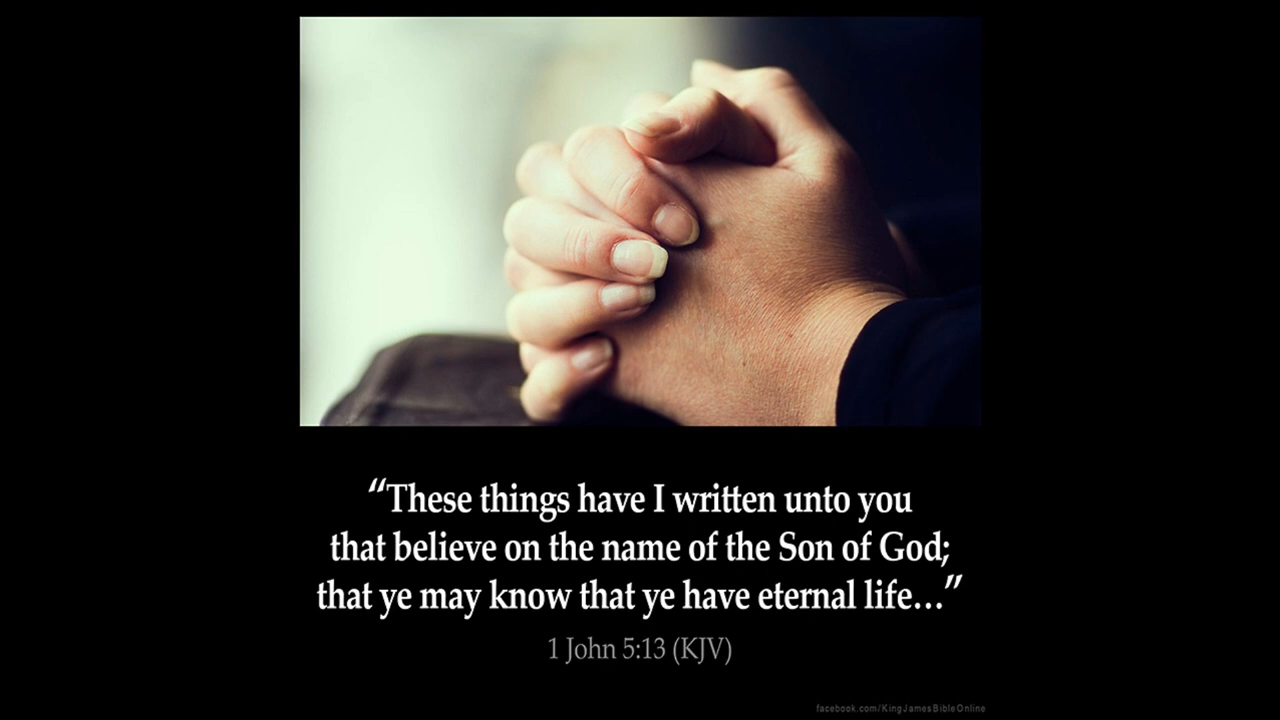 “These things have I written unto you
that believe on the name of the Son of God;
that ye may know that ye have eternal life...”
1 John 5:13 (KJV)
facebook.com/KingJamesBibleOnline